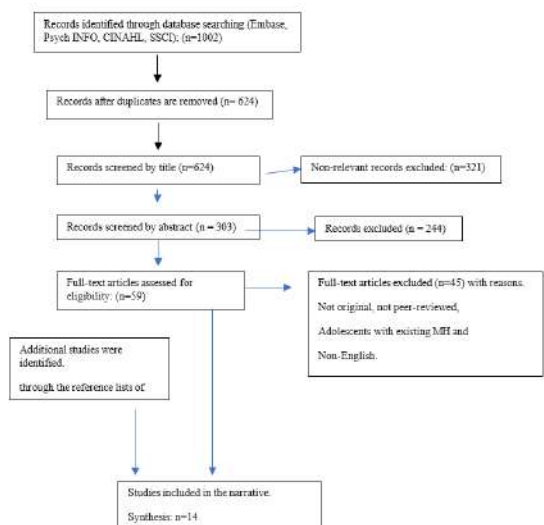 Records identified through database searching (Embase,
Psych INFO, CINAHL, SSCI): (n=1002)
Records after duplicates are removed (n= 624)
Records screened by title (n=624)
Non-relevant records excluded: (n=321)
Records screened by abstract (n = 303)
Records excluded (n = 244)
Full-text articles assessed for
eligibility: (n=59)
Full-text articles excluded (n=45) with reasons.
Not original, not peer-reviewed,
Adolescents with existing MH and
Non-English.
Additional studies were
identified.
through the reference lists of
Studies included in the narrative.
Synthesis: n=14